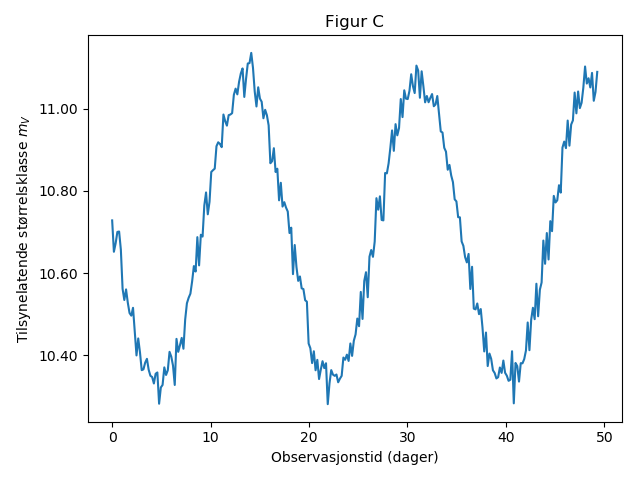 Figur C
Tilsynelatende størrelsklasse $m_V$
11.00
10.80
10.60
10.40
0 10 20 30 40 50
Observasjonstid (dager)